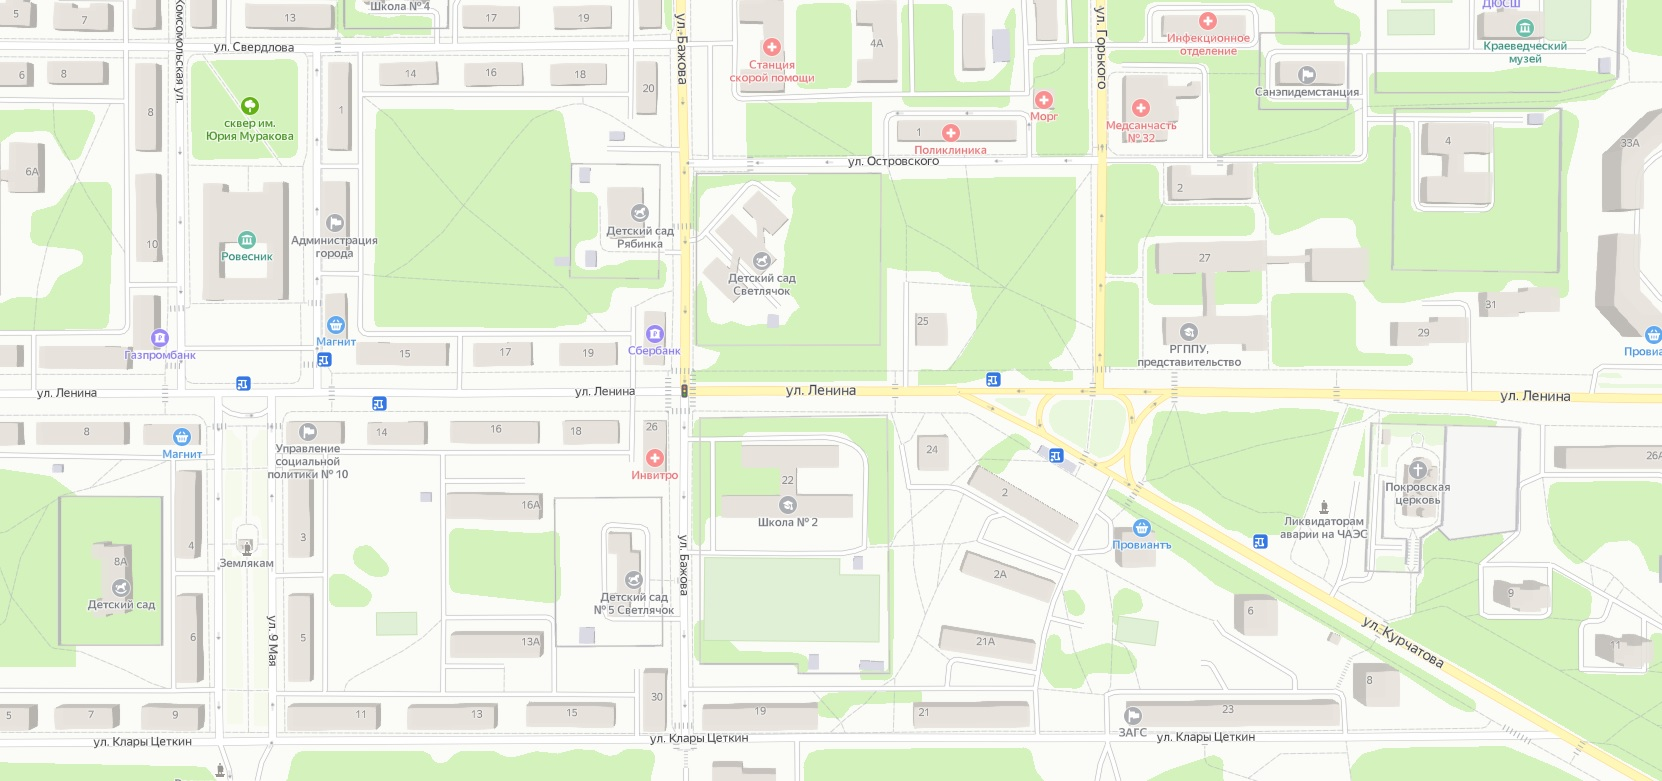 5
13
Школа № 4
17
19
ул. Бажова
4А
ул. Горького
Инфекционное
отделение
ДЮСШ
Краеведческий
музей
Комсомольская ул.
ул. Свердлова
Станция
скорой помощи
6
8
14
16
18
20
Санэпидемстанция
8
сквер им.
Юрия Муракова
1
Морг
Медсанчасть
№ 32
1
Поликлиника
ул. Островского
4
33А
6А
2
10
Ровесник
Администрация
города
Детский сад
Рябинка
Детский сад
Светлячок
27
Газпромбанк
Магнит
15
17
19
Сбербанк
25
РГППУ,
представительство
29
31
ул. Ленина
ул. Ленина
ул. Ленина
ул. Ленина
8
Магнит
Управление
социальной
политики № 10
14
16
18
26
Инвитро
22
Школа № 2
24
2
Покровская
церковь
26А
16А
Ликвидаторам
аварии на ЧАЭС
Провиантъ
4
3
Землякам
8А
Детский сад
ул. Бажова
Детский сад
№ 5 Светлячок
2А
6
9
ул. 9 Мая
6
5
13А
21А
ул. Курчатова
11
8
5
7
9
11
13
15
30
19
21
23
ЗАГС
ул. Клары Цеткин
ул. Клары Цеткин
ул. Клары Цеткин